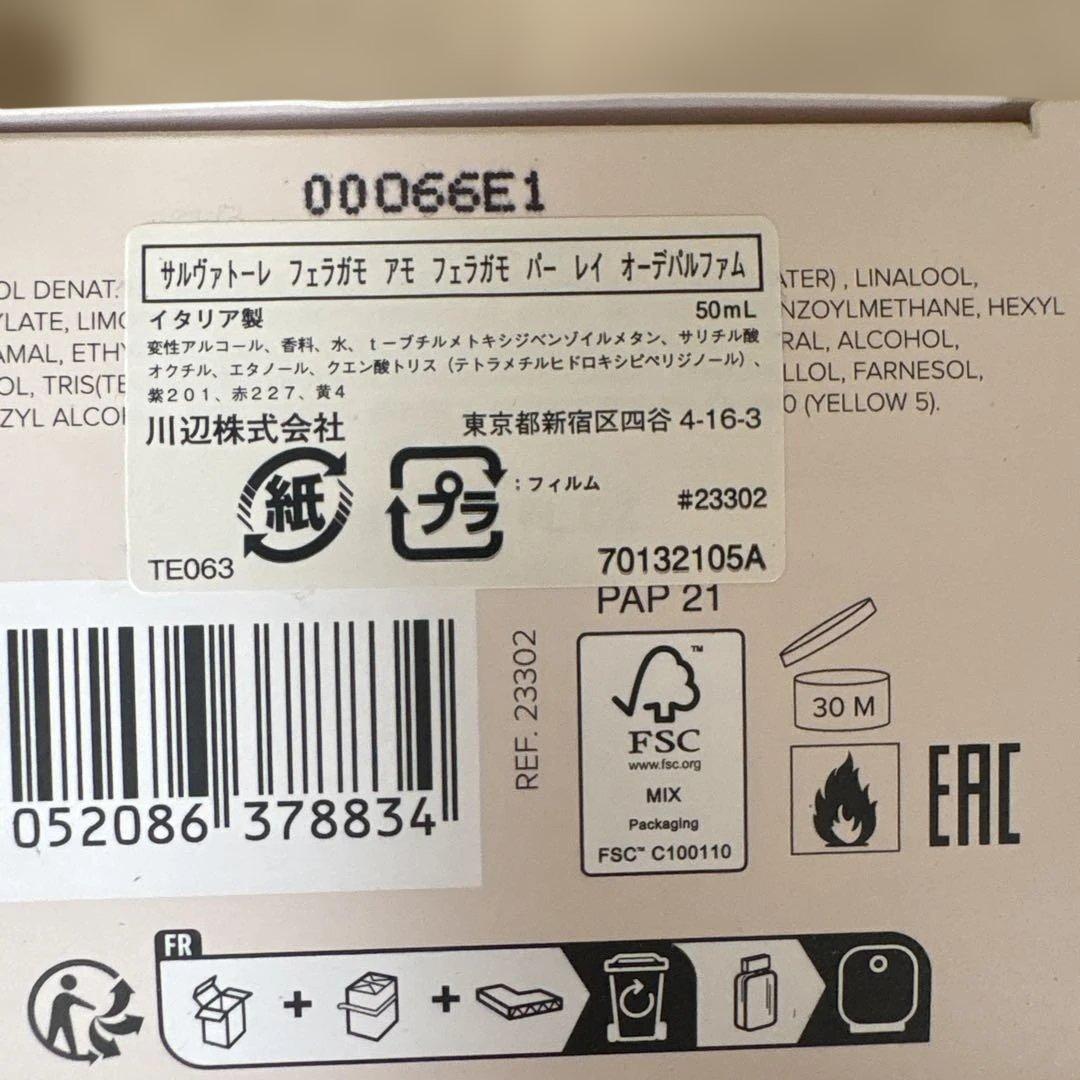 00066E1
サルヴァトーレ フェラガモ アモ フェラガモ パー レイ オーデパルファム
イタリア製 50mL
変性アルコール、香料、水、t-ブチルメトキシジベンゾイルメタン、サリチル酸
オクチル、エタノール、クエン酸トリス（テトラメチルヒドロキシピペリジノール）、
紫201、赤227、黄4
川辺株式会社 東京都新宿区四谷 4-16-3
紙 プラ :フィルム
#23302
TE063 70132105A
OL DENAT. ATER) , LINALOOL,
YLATE, LIMO NZOYLMETHANE, HEXYL
AMAL, ETHY RAL, ALCOHOL,
OL, TRIS(TE LLOL, FARNESOL,
ZYL ALCOH 0 (YELLOW 5).
PAP 21
REF. 23302
052086 378834
FSC™
www.fsc.org
MIX
Packaging
FSC™ C100110
30 M
EAC
FR